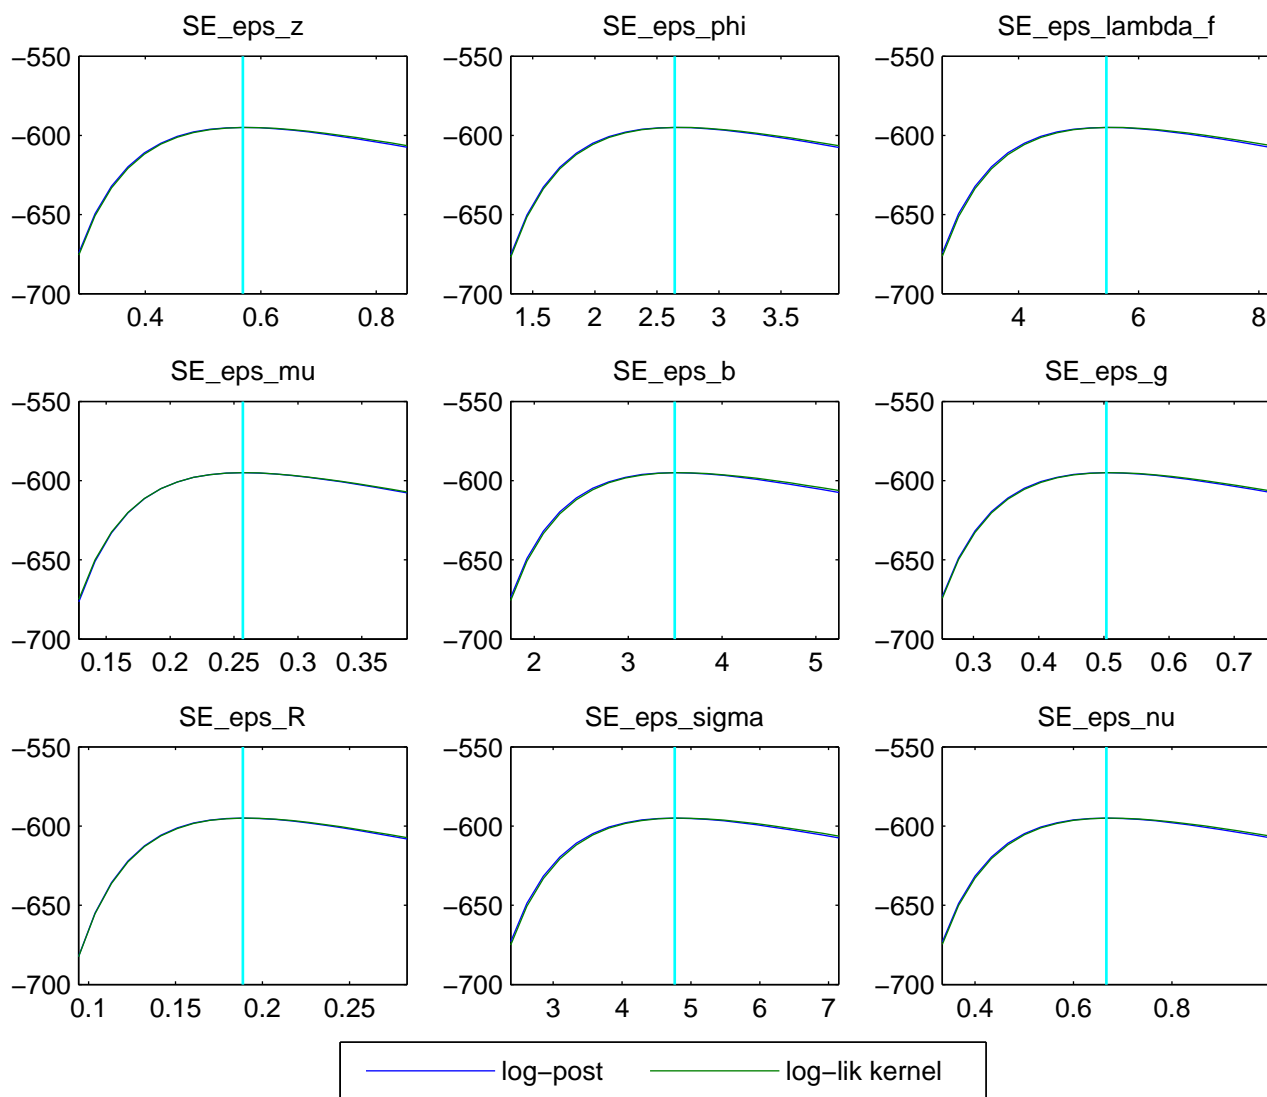 SE_eps_z
SE_eps_phi
SE_eps_lambda_f
−550
−600
−650
−700
0.4 0.6 0.8
−550
−600
−650
−700
1.5 2 2.5 3 3.5
−550
−600
−650
−700
4 6 8
SE_eps_mu
SE_eps_b
SE_eps_g
−550
−600
−650
−700
0.15 0.2 0.25 0.3 0.35
−550
−600
−650
−700
2 3 4 5
−550
−600
−650
−700
0.3 0.4 0.5 0.6 0.7
SE_eps_R
SE_eps_sigma
SE_eps_nu
−550
−600
−650
−700
0.1 0.15 0.2 0.25
−550
−600
−650
−700
3 4 5 6 7
−550
−600
−650
−700
0.4 0.6 0.8
log−post log−lik kernel